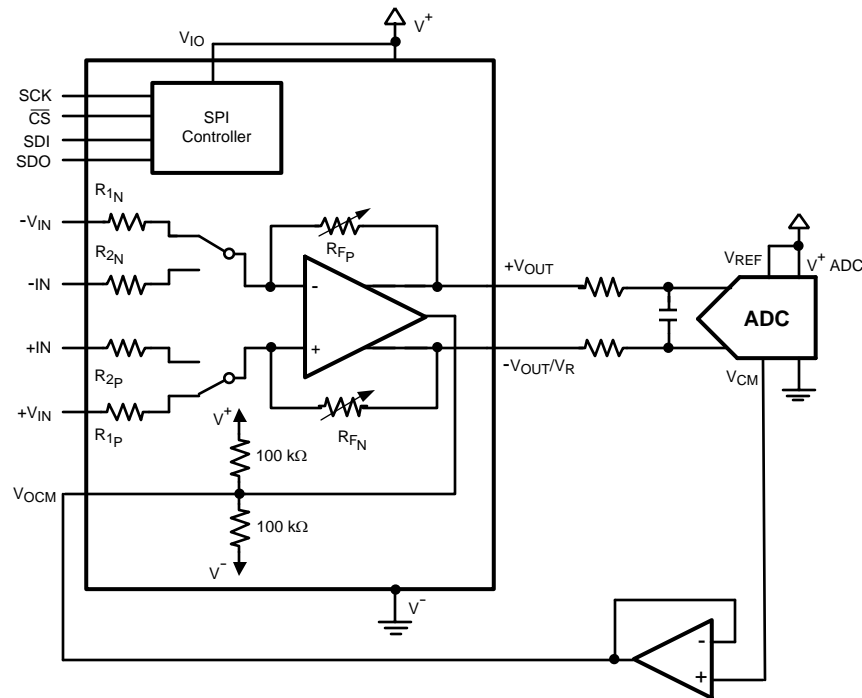 V+
VIO
SCK
CS
SPI
Controller
SDI
SDO
R1N
-VIN
R2N
-IN
RFP
+VOUT
VREF
V+ ADC
-
+
ADC
+IN
R2P
-VOUT/VR
VCM
+VIN
R1P
V+
RFN
100 kΩ
VOCM
100 kΩ
V-
V-
-
+